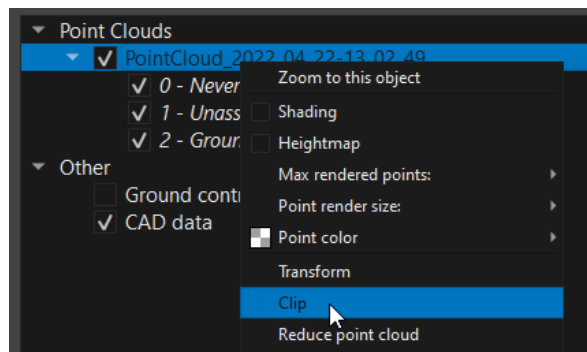 Point Clouds
PointCloud_2022_04_22-13_02_49
0 - Never
1 - Unass
2 - Groun
Other
Ground contr
CAD data
Zoom to this object
Shading
Heightmap
Max rendered points:
Point render size:
Point color
Transform
Clip
Reduce point cloud